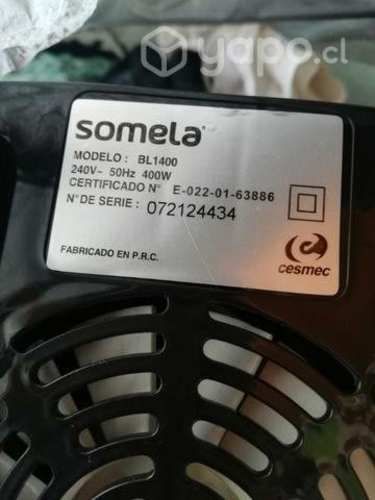 yapo.cl
somela
MODELO : BL1400
240V~ 50Hz 400W
CERTIFICADO N° E-022-01-63886
N° DE SERIE : 072124434
FABRICADO EN P.R.C.
cesmec